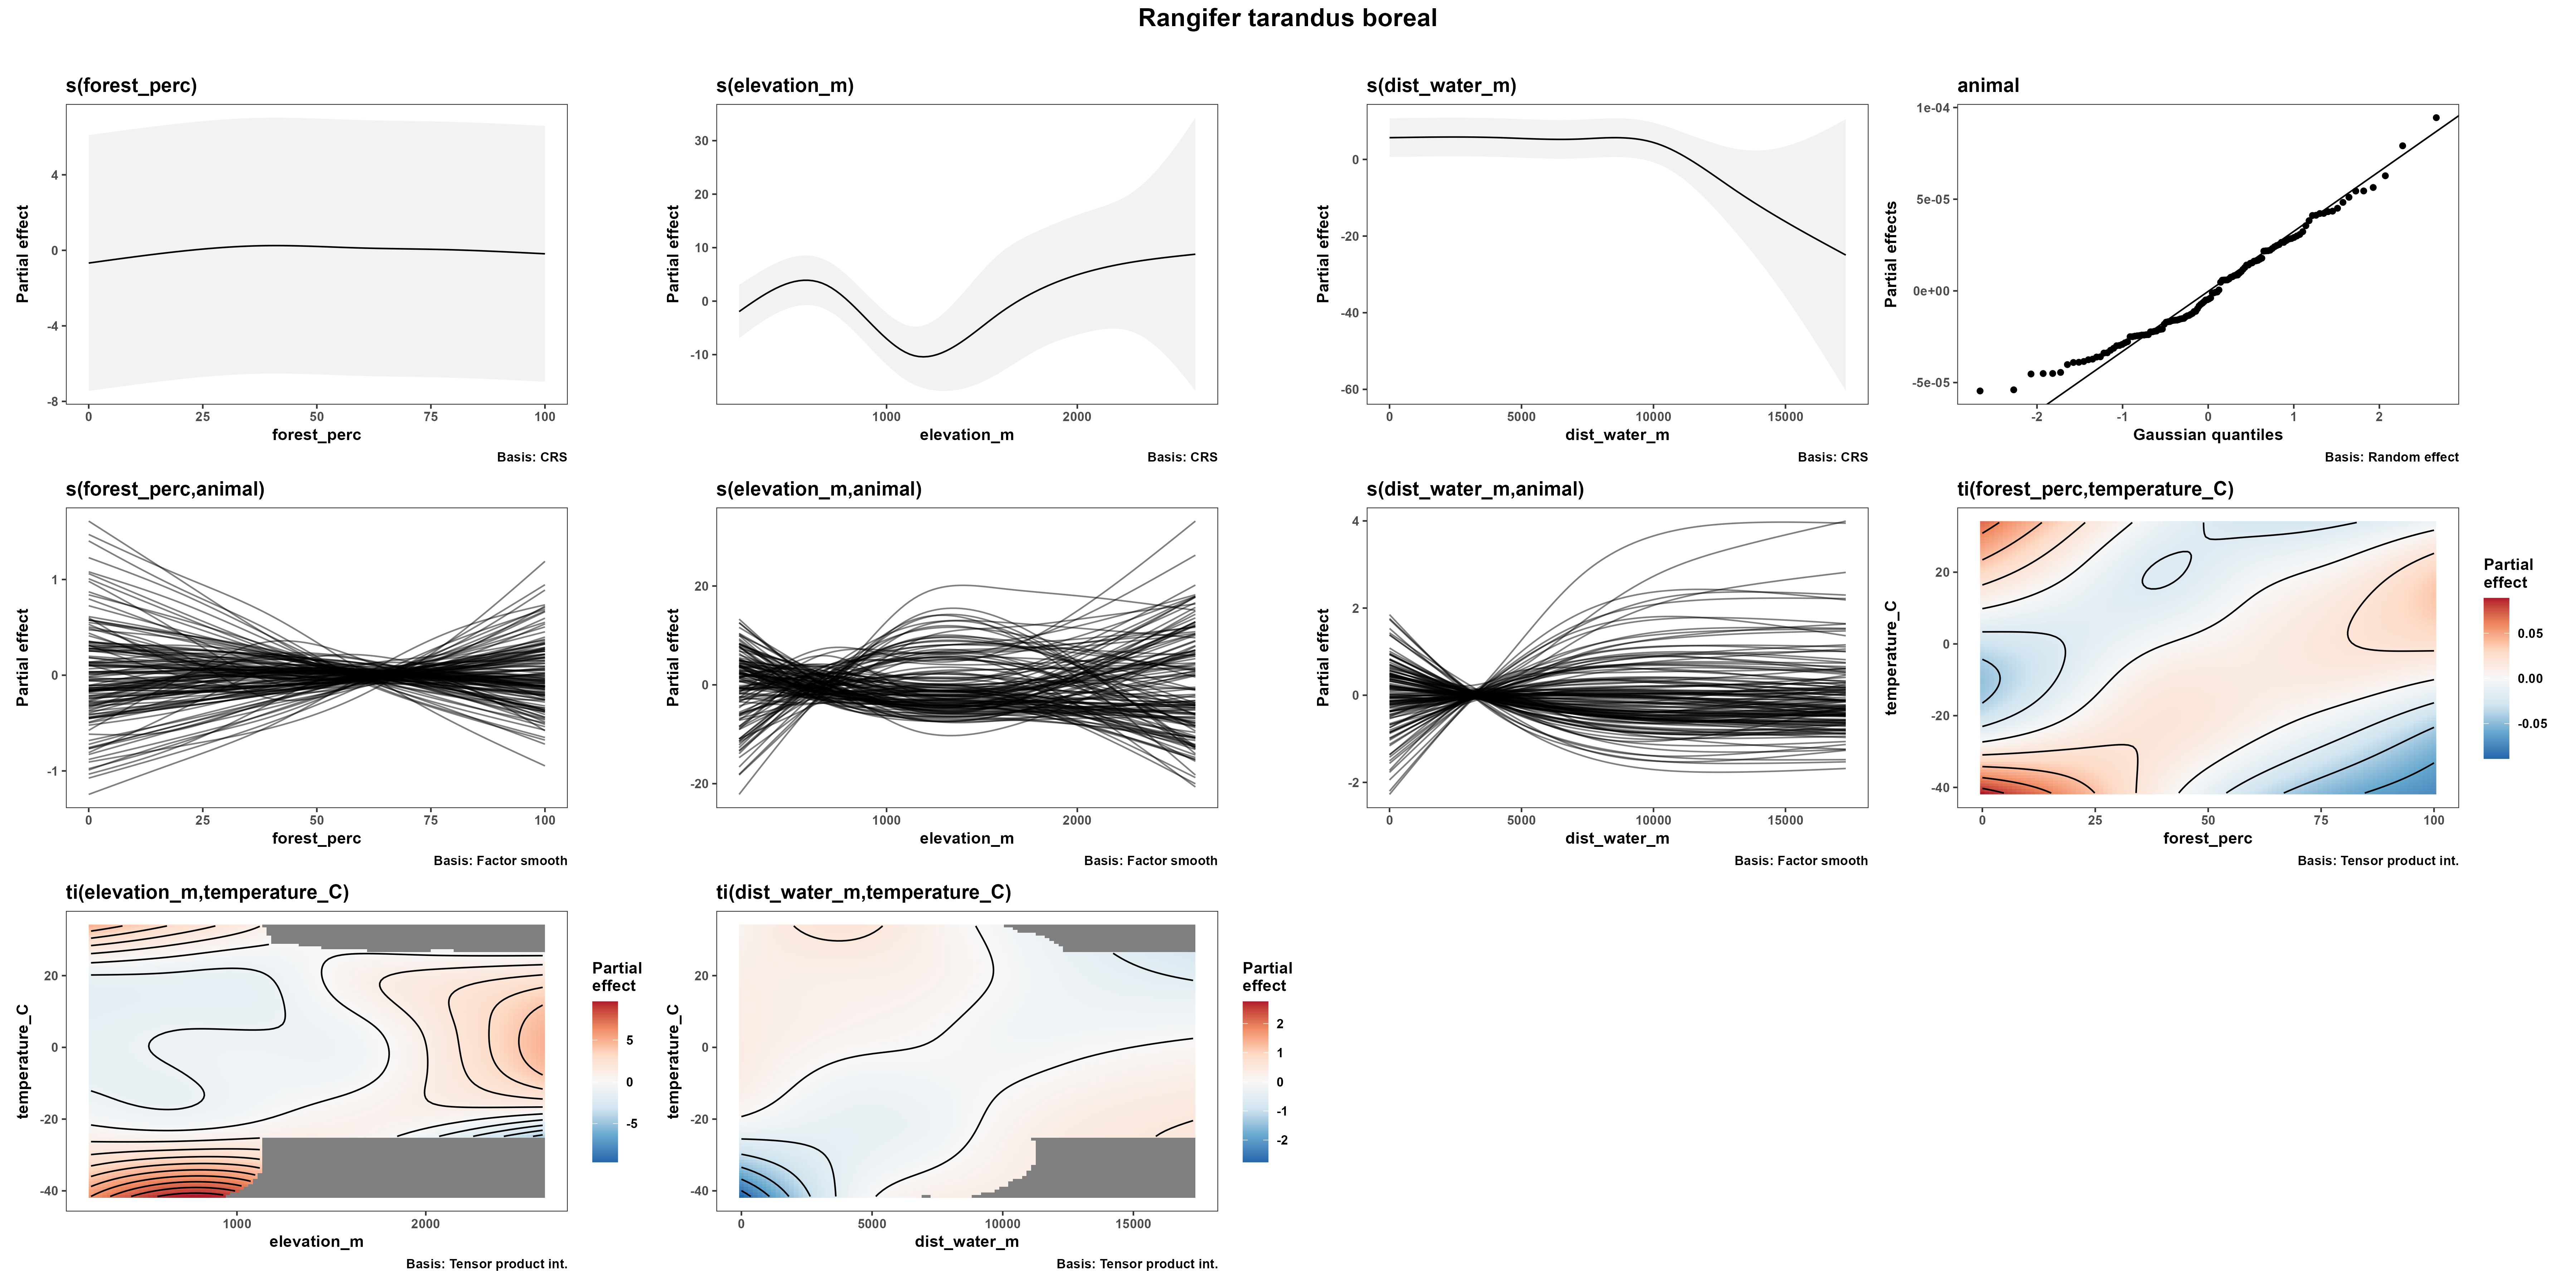 Rangifer tarandus boreal
s(forest_perc)
Partial effect
4
0
-4
-8
0 25 50 75 100
forest_perc
Basis: CRS
s(elevation_m)
Partial effect
30
20
10
0
-10
1000 2000
elevation_m
Basis: CRS
s(dist_water_m)
Partial effect
0
-20
-40
-60
0 5000 10000 15000
dist_water_m
Basis: CRS
animal
Partial effects
1e-04
5e-05
0e+00
-5e-05
-2 -1 0 1 2
Gaussian quantiles
Basis: Random effect
s(forest_perc,animal)
Partial effect
1
0
-1
0 25 50 75 100
forest_perc
Basis: Factor smooth
s(elevation_m,animal)
Partial effect
20
0
-20
1000 2000
elevation_m
Basis: Factor smooth
s(dist_water_m,animal)
Partial effect
4
2
0
-2
0 5000 10000 15000
dist_water_m
Basis: Factor smooth
ti(forest_perc,temperature_C)
temperature_C
20
0
-20
-40
0 25 50 75 100
forest_perc
Basis: Tensor product int.
Partial
effect
0.05
0.00
-0.05
ti(elevation_m,temperature_C)
temperature_C
20
0
-20
-40
1000 2000
elevation_m
Basis: Tensor product int.
Partial
effect
5
0
-5
ti(dist_water_m,temperature_C)
temperature_C
20
0
-20
-40
0 5000 10000 15000
dist_water_m
Basis: Tensor product int.
Partial
effect
2
1
0
-1
-2